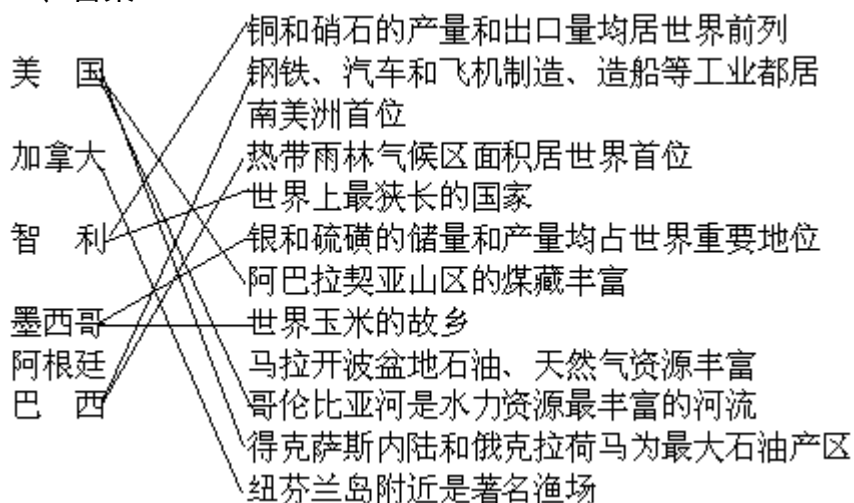 铜和硝石的产量和出口量均居世界前列
美 国 钢铁、汽车和飞机制造、造船等工业都居
南美洲首位
加拿大 热带雨林气候区面积居世界首位
世界上最狭长的国家
智 利 银和硫磺的储量和产量均占世界重要地位
阿巴拉契亚山区的煤藏丰富
墨西哥 世界玉米的故乡
阿根廷 马拉开波盆地石油、天然气资源丰富
巴 西 哥伦比亚河是水力资源最丰富的河流
得克萨斯内陆和俄克拉荷马为最大石油产区
纽芬兰岛附近是著名渔场